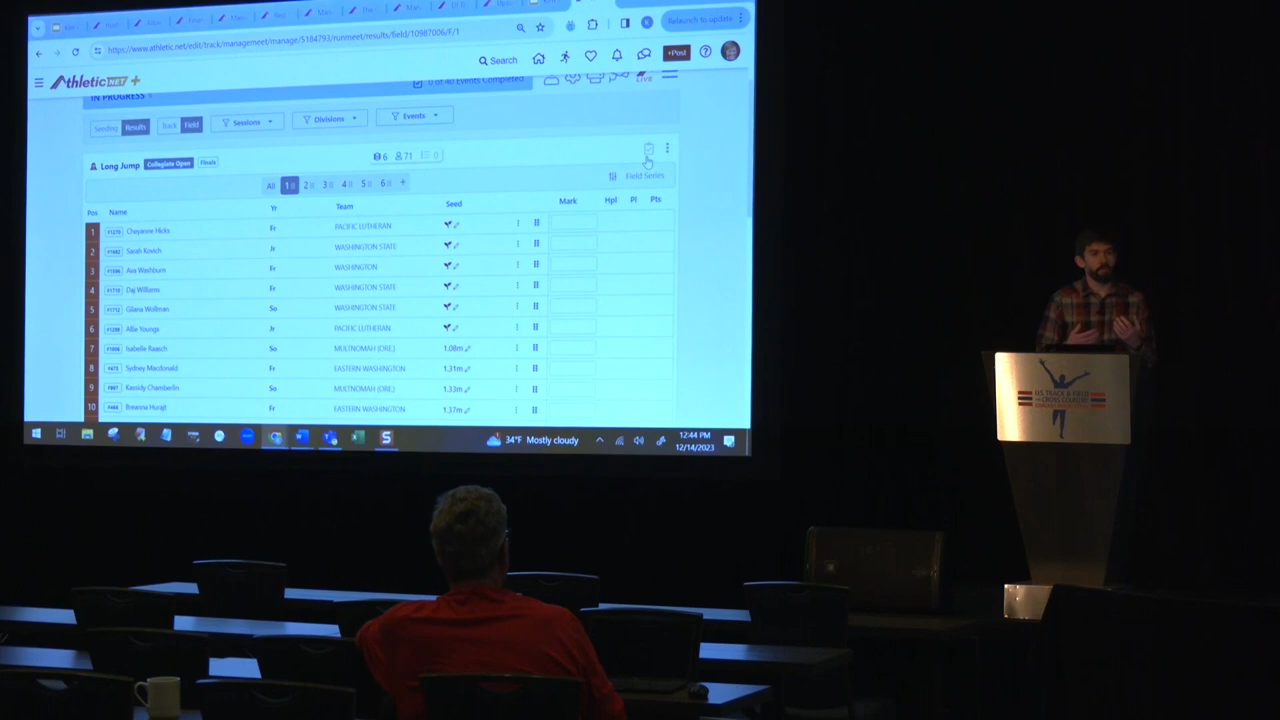 Relaunch to update
https://www.athletic.net/edit/track/managemeet/manage/5184793/runmeet/results/field/10987006/F/1
Search
+Post
Athletic NET +
IN PROGRESS
0 of 40 Events Completed
LIVE
Seeding Results Track Field Sessions Divisions Events
Long Jump Collegiate Open Finals 6 71 0
All 1 2 3 4 5 6 + Field Series
Pos Name Yr Team Seed Mark Hpl Pl Pts
1 Cheyanne Hicks Fr PACIFIC LUTHERAN
2 Sarah Kovich Jr WASHINGTON STATE
3 Ava Washburn Fr WASHINGTON
4 Daj Williams Fr WASHINGTON STATE
5 Gilana Wollman So WASHINGTON STATE
6 Allie Youngs Jr PACIFIC LUTHERAN
7 Isabelle Raasch So MULTNOMAH (ORE.) 1.08m
8 Sydney Macdonald Fr EASTERN WASHINGTON 1.31m
9 Kassidy Chamberlin So MULTNOMAH (ORE.) 1.33m
10 Breanna Hurajt Fr EASTERN WASHINGTON 1.37m
34°F Mostly cloudy
12:44 PM
12/14/2023
U.S. TRACK & FIELD
CROSS COUNTRY